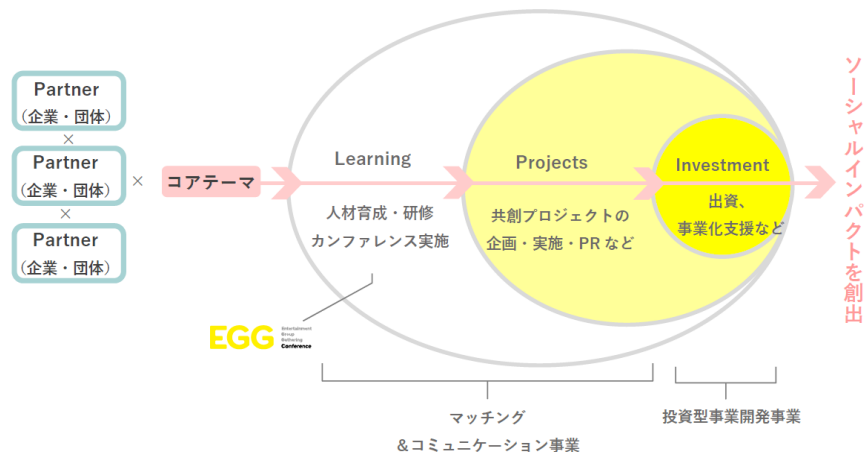 Partner
(企業・団体)
×
Partner
(企業・団体)
×
Partner
(企業・団体)
×
コアテーマ
Learning
人材育成・研修
カンファレンス実施
Projects
共創プロジェクトの
企画・実施・PR など
Investment
出資、
事業化支援など
ソーシャルインパクトを創出
EGG
Entertainment
Group
Gathering
Conference
マッチング
&コミュニケーション事業
投資型事業開発事業